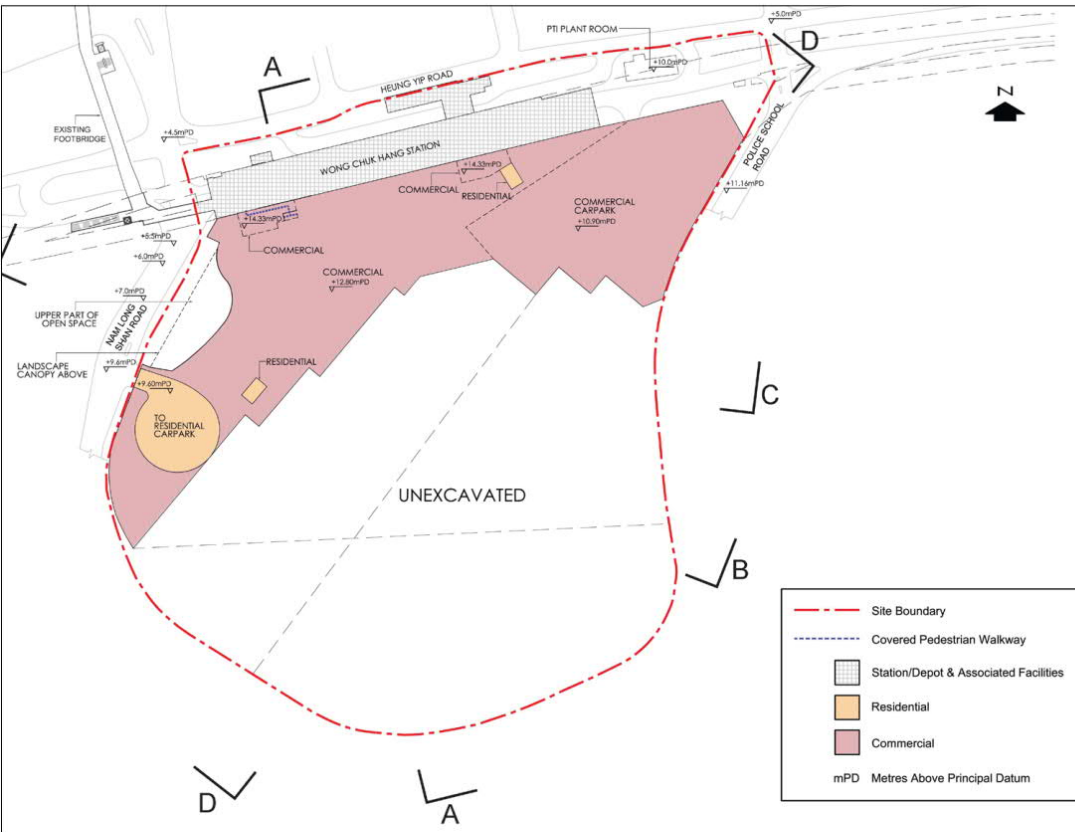 +5.0mPD
PTI PLANT ROOM
D
A
+10.0mPD
HEUNG YIP ROAD
N
EXISTING
FOOTBRIDGE
+4.5mPD
POLICE SCHOOL
ROAD
WONG CHUK HANG STATION
+14.33mPD
+11.16mPD
COMMERCIAL
RESIDENTIAL
COMMERCIAL
CARPARK
+10.90mPD
+14.33mPD
+5.5mPD
COMMERCIAL
+6.0mPD
COMMERCIAL
+12.80mPD
+7.0mPD
UPPER PART OF
OPEN SPACE
NAM LONG
SHAN ROAD
LANDSCAPE
CANOPY ABOVE
+9.6mPD
RESIDENTIAL
+9.60mPD
TO
RESIDENTIAL
CARPARK
C
UNEXCAVATED
B
Site Boundary
Covered Pedestrian Walkway
Station/Depot & Associated Facilities
Residential
Commercial
mPD Metres Above Principal Datum
D
A